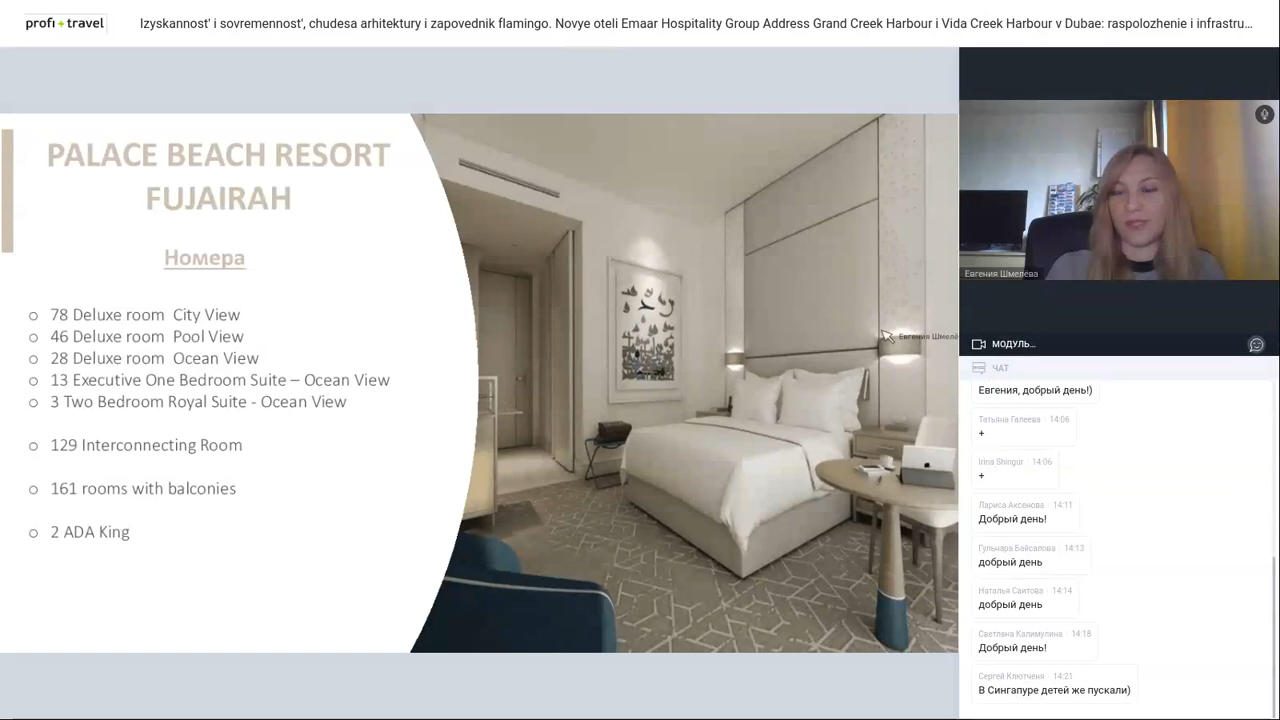 profi + travel
Izyskannost' i sovremennost', chudesa arhitektury i zapovednik flamingo. Novye oteli Emaar Hospitality Group Address Grand Creek Harbour i Vida Creek Harbour v Dubae: raspolozhenie i infrastru...
PALACE BEACH RESORT
FUJAIRAH
Номера
78 Deluxe room City View
46 Deluxe room Pool View
28 Deluxe room Ocean View
13 Executive One Bedroom Suite – Ocean View
3 Two Bedroom Royal Suite - Ocean View
129 Interconnecting Room
161 rooms with balconies
2 ADA King
Евгения Шмелё
Евгения Шмелёва
МОДУЛЬ...
ЧАТ
Евгения, добрый день!)
Татьяна Галеева 14:06
+
Irina Shingur 14:06
+
Лариса Аксенова 14:11
Добрый день!
Гульнара Байсалова 14:13
добрый день
Наталья Саитова 14:14
добрый день
Светлана Калимулина 14:18
Добрый день!
Сергей Клютченя 14:21
В Сингапуре детей же пускали)